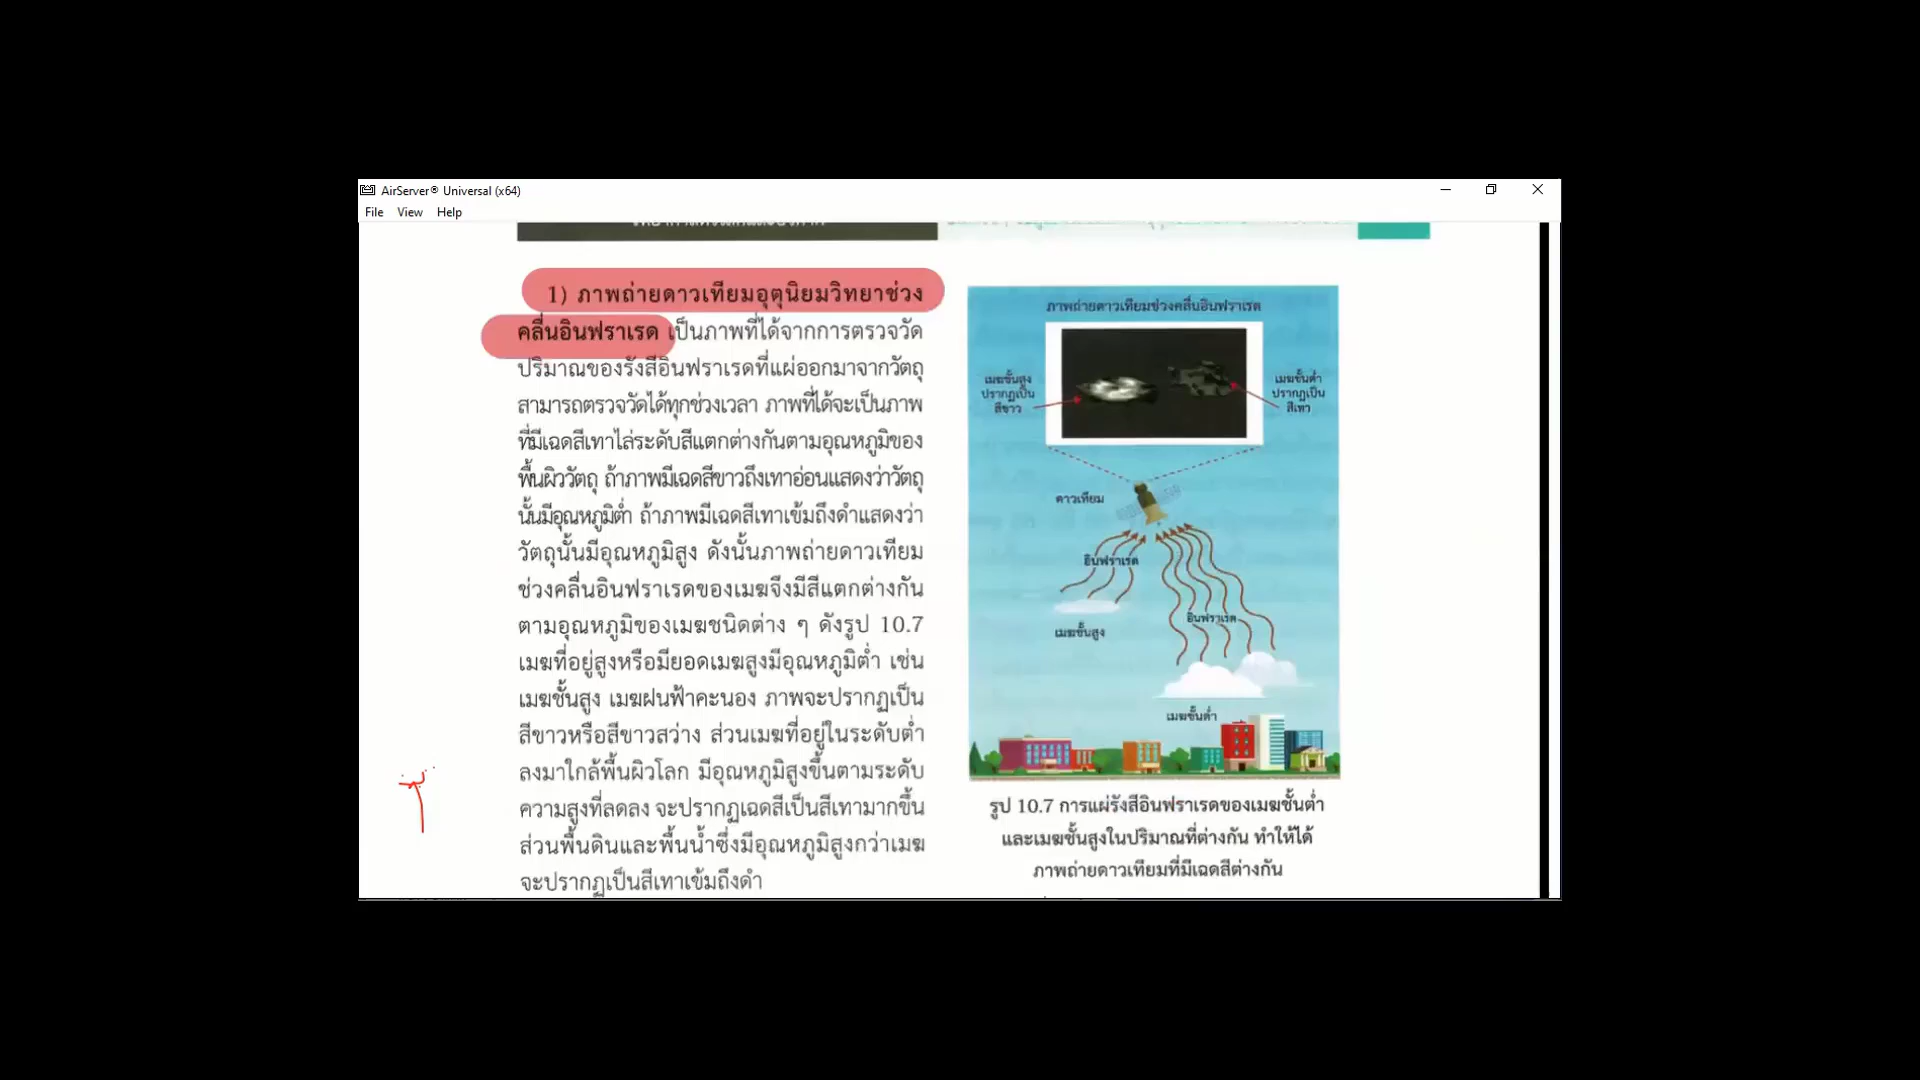 AirServer® Universal (x64)
File View Help
1) ภาพถ่ายดาวเทียมอุตุนิยมวิทยาช่วง
คลื่นอินฟราเรด เป็นภาพที่ได้จากการตรวจวัด
ปริมาณของรังสีอินฟราเรดที่แผ่ออกมาจากวัตถุ
สามารถตรวจวัดได้ทุกช่วงเวลา ภาพที่ได้จะเป็นภาพ
ที่มีเฉดสีเทาไล่ระดับสีแตกต่างกันตามอุณหภูมิของ
พื้นผิววัตถุ ถ้าภาพมีเฉดสีขาวถึงเทาอ่อนแสดงว่าวัตถุ
นั้นมีอุณหภูมิต่ำ ถ้าภาพมีเฉดสีเทาเข้มถึงดำแสดงว่า
วัตถุนั้นมีอุณหภูมิสูง ดังนั้นภาพถ่ายดาวเทียม
ช่วงคลื่นอินฟราเรดของเมฆจึงมีสีแตกต่างกัน
ตามอุณหภูมิของเมฆชนิดต่าง ๆ ดังรูป 10.7
เมฆที่อยู่สูงหรือมียอดเมฆสูงมีอุณหภูมิต่ำ เช่น
เมฆชั้นสูง เมฆฝนฟ้าคะนอง ภาพจะปรากฏเป็น
สีขาวหรือสีขาวสว่าง ส่วนเมฆที่อยู่ในระดับต่ำ
ลงมาใกล้พื้นผิวโลก มีอุณหภูมิสูงขึ้นตามระดับ
ความสูงที่ลดลง จะปรากฏเฉดสีเป็นสีเทามากขึ้น
ส่วนพื้นดินและพื้นน้ำซึ่งมีอุณหภูมิสูงกว่าเมฆ
จะปรากฏเป็นสีเทาเข้มถึงดำ
ภาพถ่ายดาวเทียมช่วงคลื่นอินฟราเรด
เมฆชั้นสูง
ปรากฏเป็น
สีขาว
เมฆชั้นต่ำ
ปรากฏเป็น
สีเทา
ดาวเทียม
อินฟราเรด
เมฆชั้นสูง
อินฟราเรด
เมฆชั้นต่ำ
รูป 10.7 การแผ่รังสีอินฟราเรดของเมฆชั้นต่ำ
และเมฆชั้นสูงในปริมาณที่ต่างกัน ทำให้ได้
ภาพถ่ายดาวเทียมที่มีเฉดสีต่างกัน